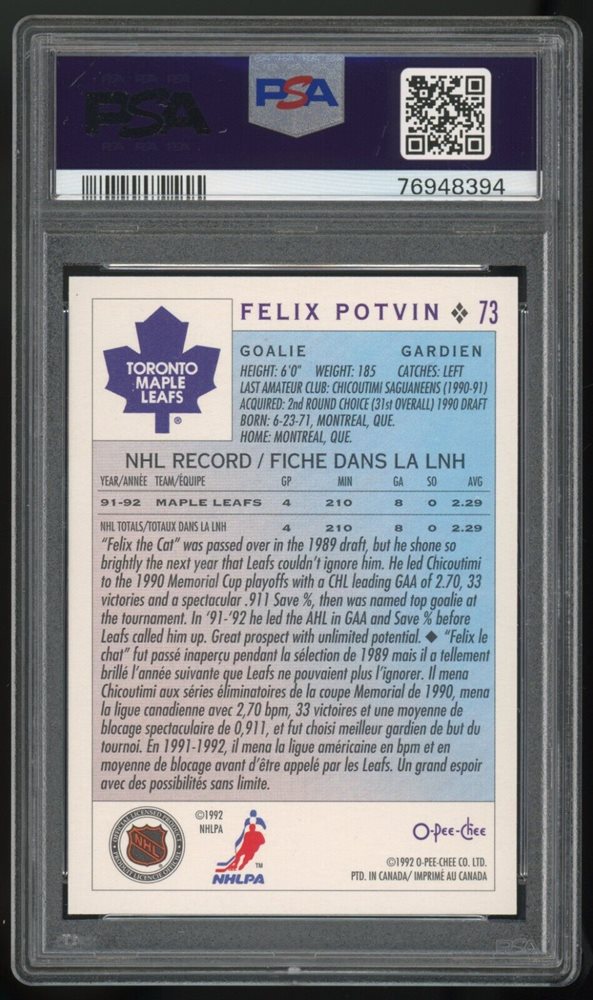 PSA
PSA
76948394
FELIX POTVIN 73
TORONTO
MAPLE
LEAFS
®
GOALIE GARDIEN
HEIGHT: 6'0" WEIGHT: 185 CATCHES: LEFT
LAST AMATEUR CLUB: CHICOUTIMI SAGUANEENS (1990-91)
ACQUIRED: 2nd ROUND CHOICE (31st OVERALL) 1990 DRAFT
BORN: 6-23-71, MONTREAL, QUE.
HOME: MONTREAL, QUE.
NHL RECORD / FICHE DANS LA LNH
YEAR/ANNÉE TEAM/ÉQUIPE GP MIN GA SO AVG
91-92 MAPLE LEAFS 4 210 8 0 2.29
NHL TOTALS/TOTAUX DANS LA LNH 4 210 8 0 2.29
"Felix the Cat" was passed over in the 1989 draft, but he shone so
brightly the next year that Leafs couldn't ignore him. He led Chicoutimi
to the 1990 Memorial Cup playoffs with a CHL leading GAA of 2.70, 33
victories and a spectacular .911 Save %, then was named top goalie at
the tournament. In '91-'92 he led the AHL in GAA and Save % before
Leafs called him up. Great prospect with unlimited potential. ◆ "Felix le
chat" fut passé inaperçu pendant la sélection de 1989 mais il a tellement
brillé l'année suivante que Leafs ne pouvaient plus l'ignorer. Il mena
Chicoutimi aux séries éliminatoires de la coupe Memorial de 1990, mena
la ligue canadienne avec 2,70 bpm, 33 victoires et une moyenne de
blocage spectaculaire de 0,911, et fut choisi meilleur gardien de but du
tournoi. En 1991-1992, il mena la ligue américaine en bpm et en
moyenne de blocage avant d'être appelé par les Leafs. Un grand espoir
avec des possibilités sans limite.
NHL
©1992
NHLPA
NHLPA
TM
O-Pee-Chee
©1992 O-PEE-CHEE CO. LTD.
PTD. IN CANADA/ IMPRIMÉ AU CANADA
PSA